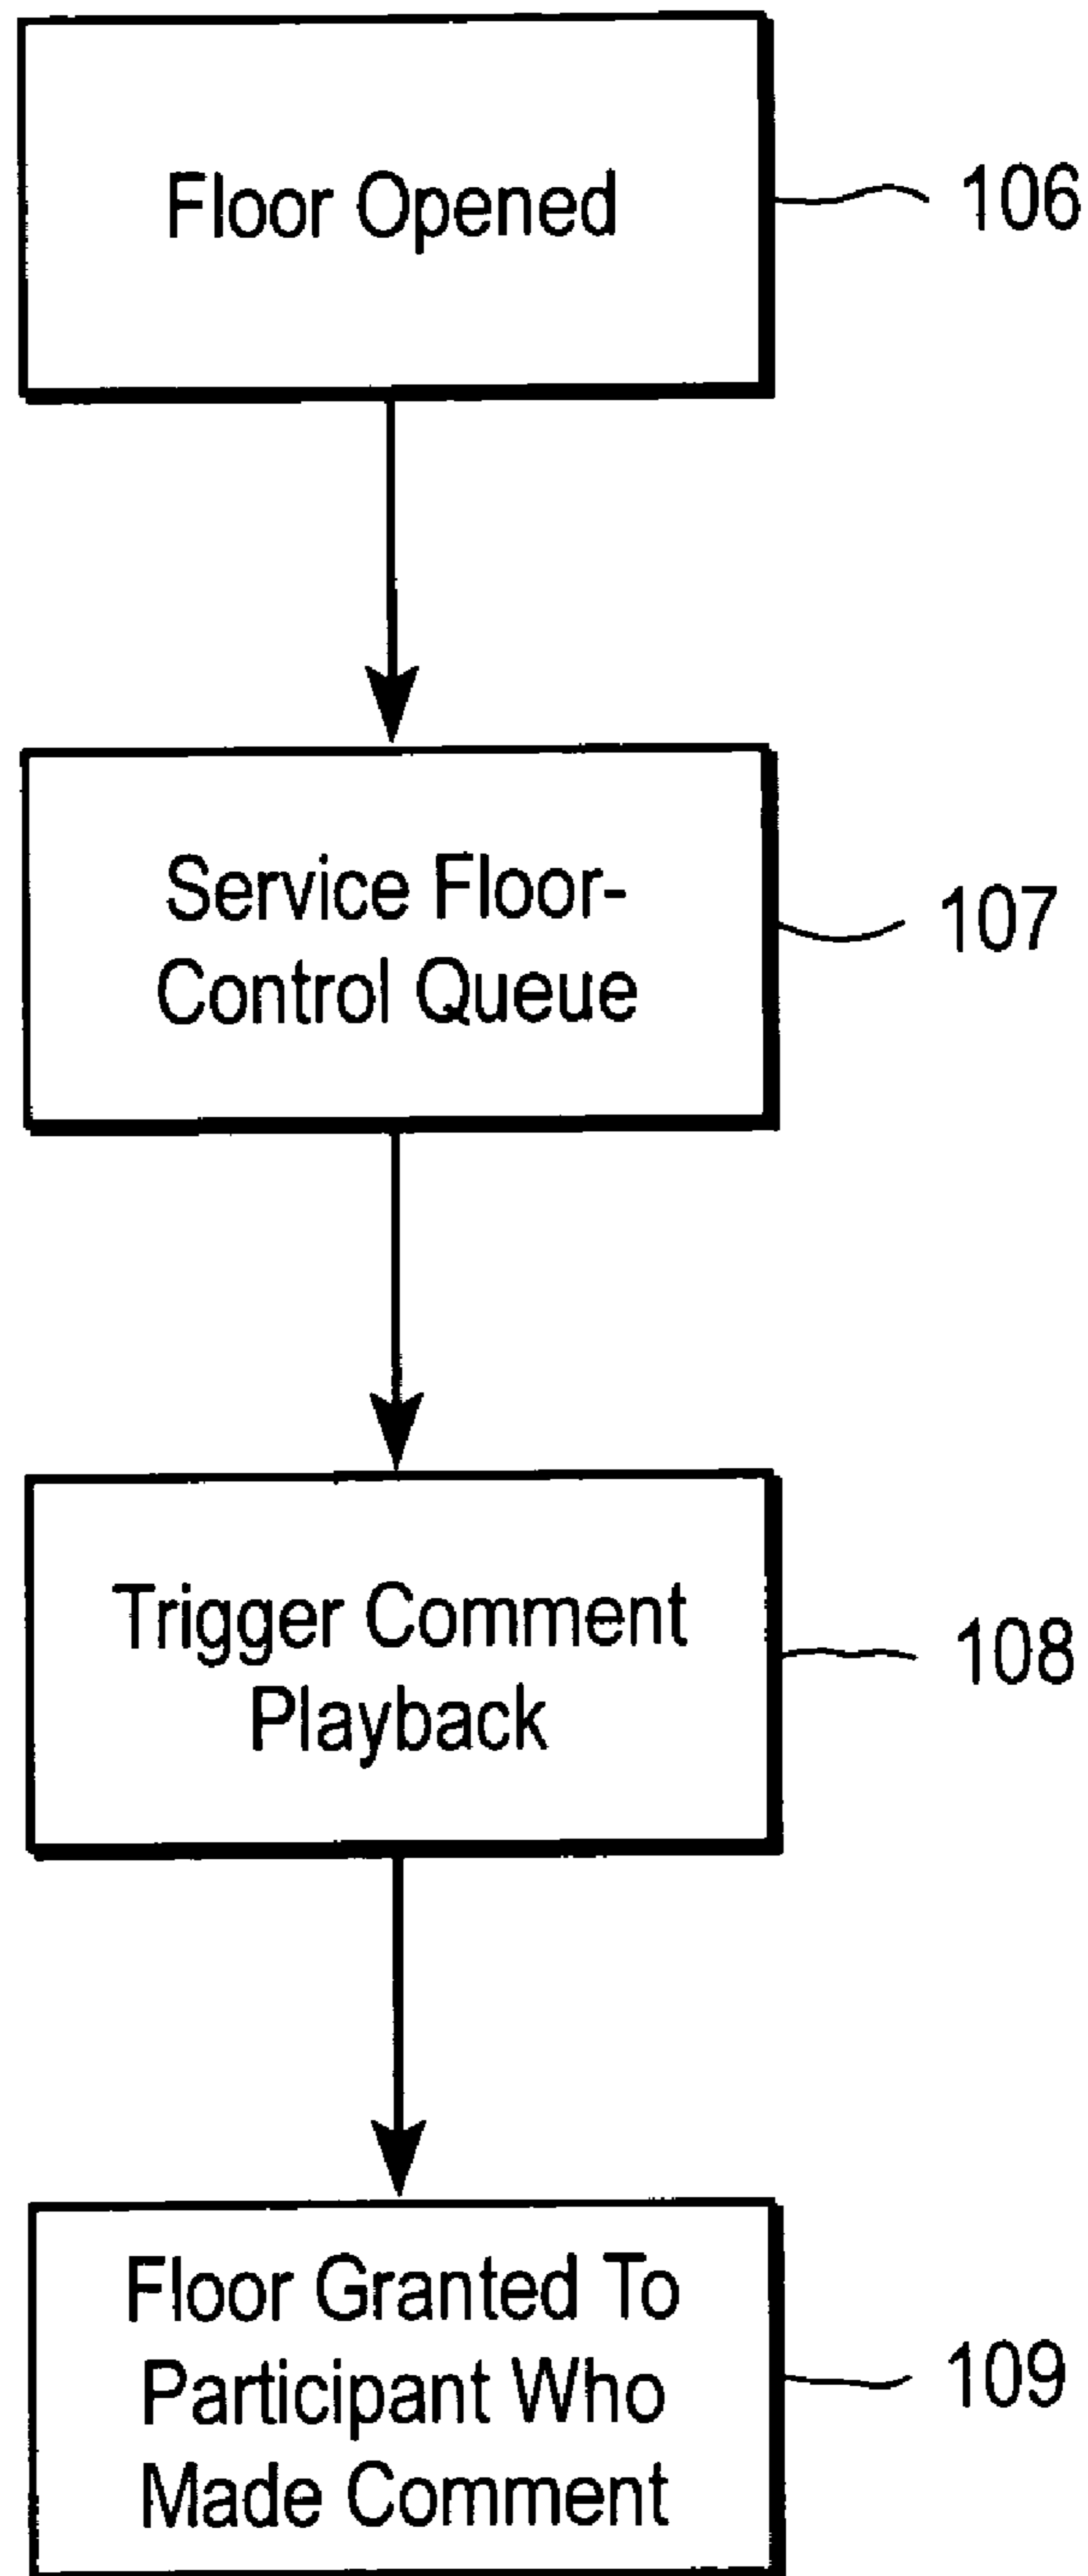 Floor Opened
106
Service Floor-
Control Queue
107
Trigger Comment
Playback
108
Floor Granted To
Participant Who
Made Comment
109